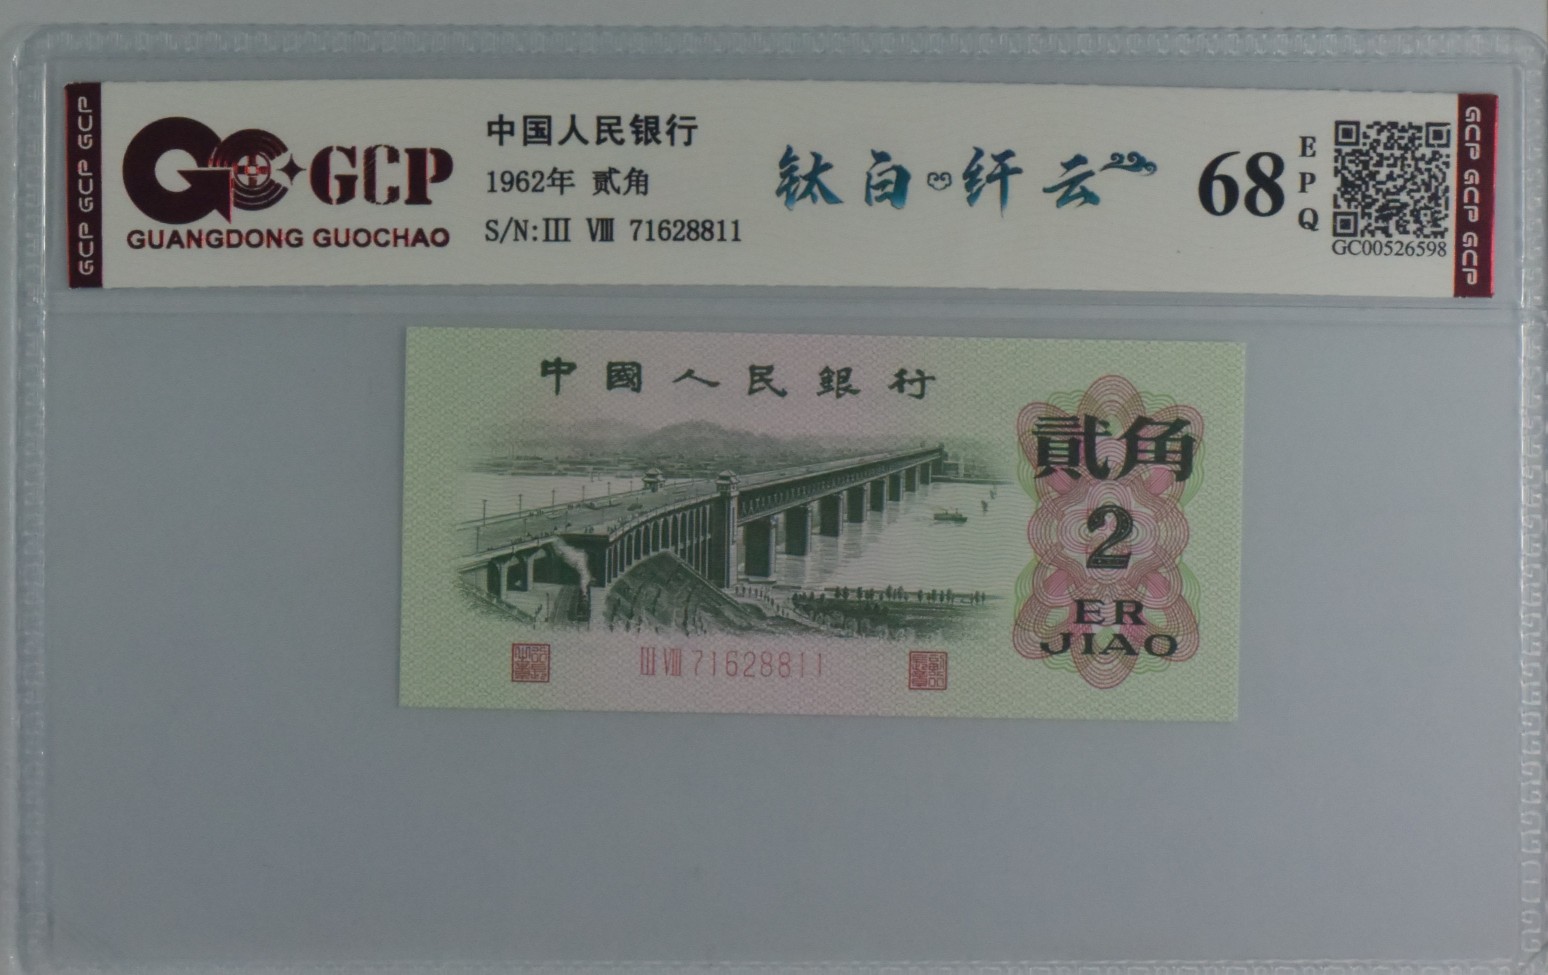 GCP GCP GCP
GCP
GUANGDONG GUOCHAO
中国人民银行
1962年 贰角
S/N:III VIII 71628811
钛白 纤云
68
EPQ
GC00526598
GCP GCP GCP
中國人民銀行
貳角
2
ER
JIAO
III VIII 71628811